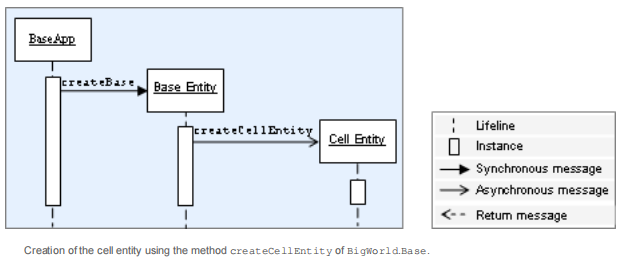 BaseApp
createBase
Base Entity
createCellEntity
Cell Entity
Lifeline
Instance
Synchronous message
Asynchronous message
Return message
Creation of the cell entity using the method createCellEntity of BigWorld.Base.